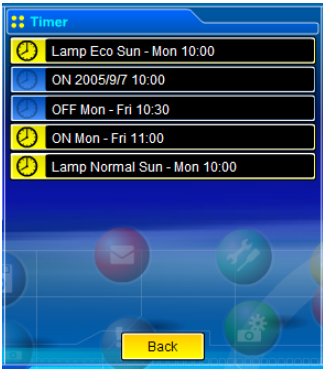 Timer
Lamp Eco Sun - Mon 10:00
ON 2005/9/7 10:00
OFF Mon - Fri 10:30
ON Mon - Fri 11:00
Lamp Normal Sun - Mon 10:00
Back